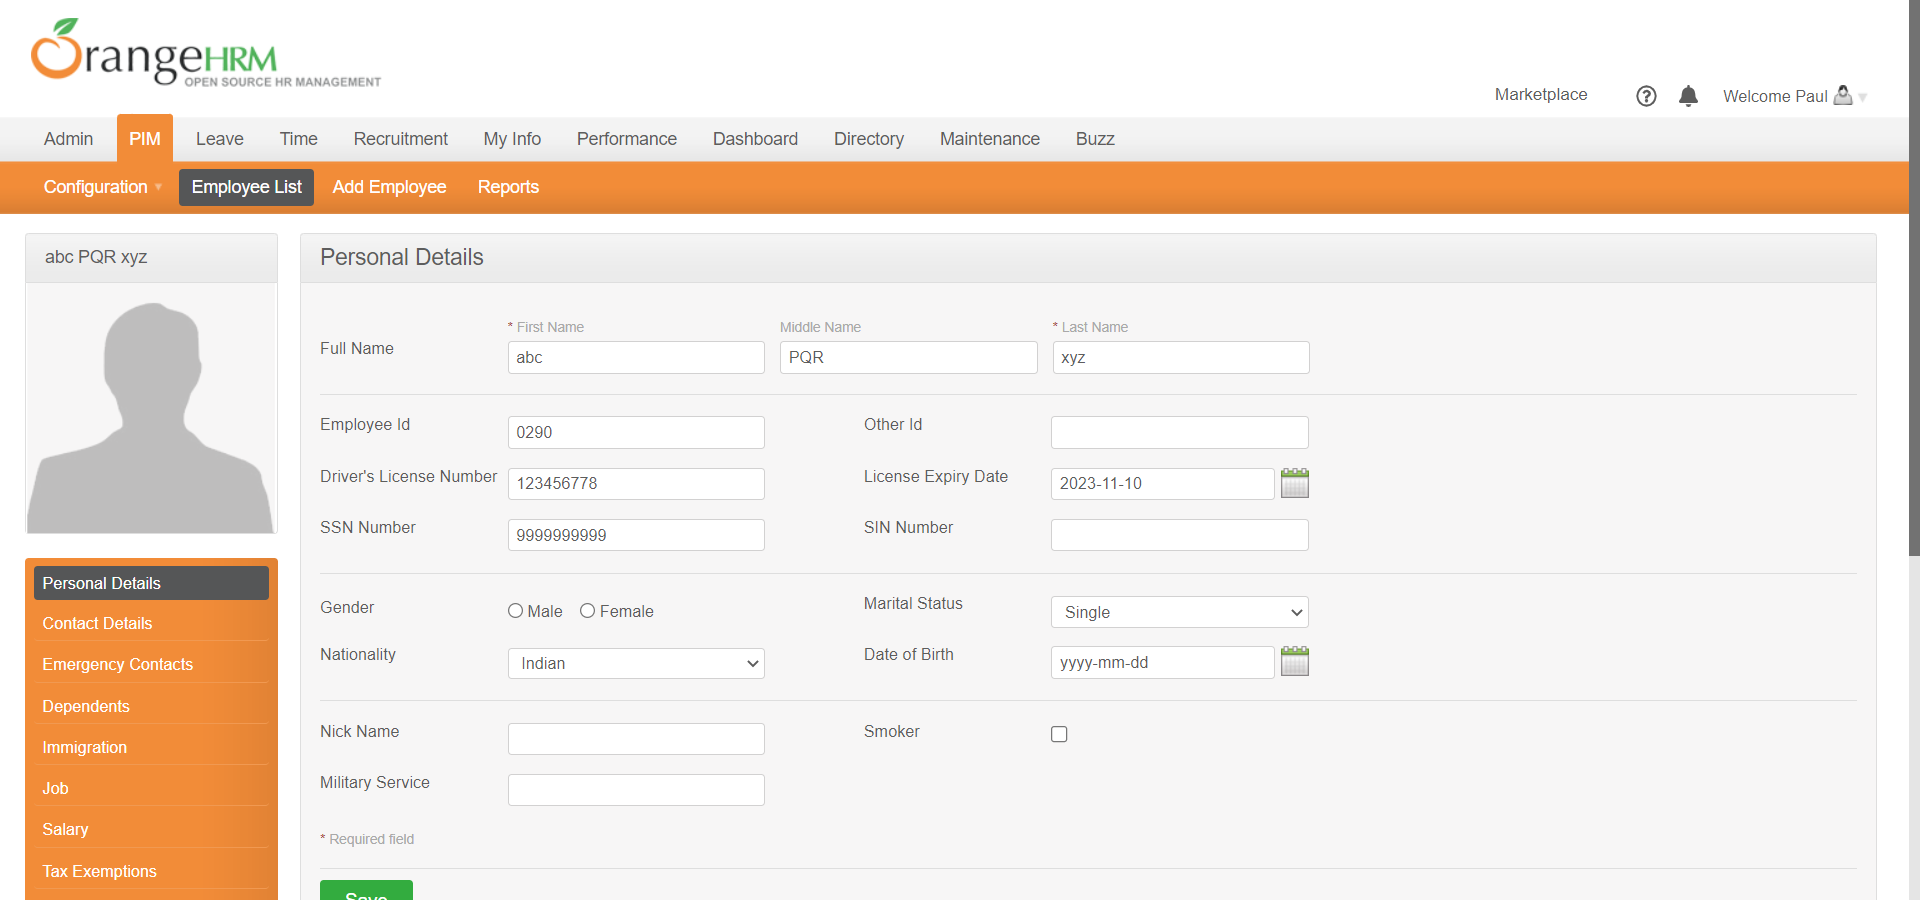 OrangeHRM
OPEN SOURCE HR MANAGEMENT
Marketplace
Welcome Paul
Admin PIM Leave Time Recruitment My Info Performance Dashboard Directory Maintenance Buzz
Configuration Employee List Add Employee Reports
abc PQR xyz
Personal Details
Contact Details
Emergency Contacts
Dependents
Immigration
Job
Salary
Tax Exemptions
Personal Details
* First Name Middle Name * Last Name
Full Name abc PQR xyz
Employee Id 0290 Other Id
Driver's License Number 123456778 License Expiry Date 2023-11-10
SSN Number 9999999999 SIN Number
Gender Male Female Marital Status Single
Nationality Indian Date of Birth yyyy-mm-dd
Nick Name Smoker
Military Service
* Required field
Save